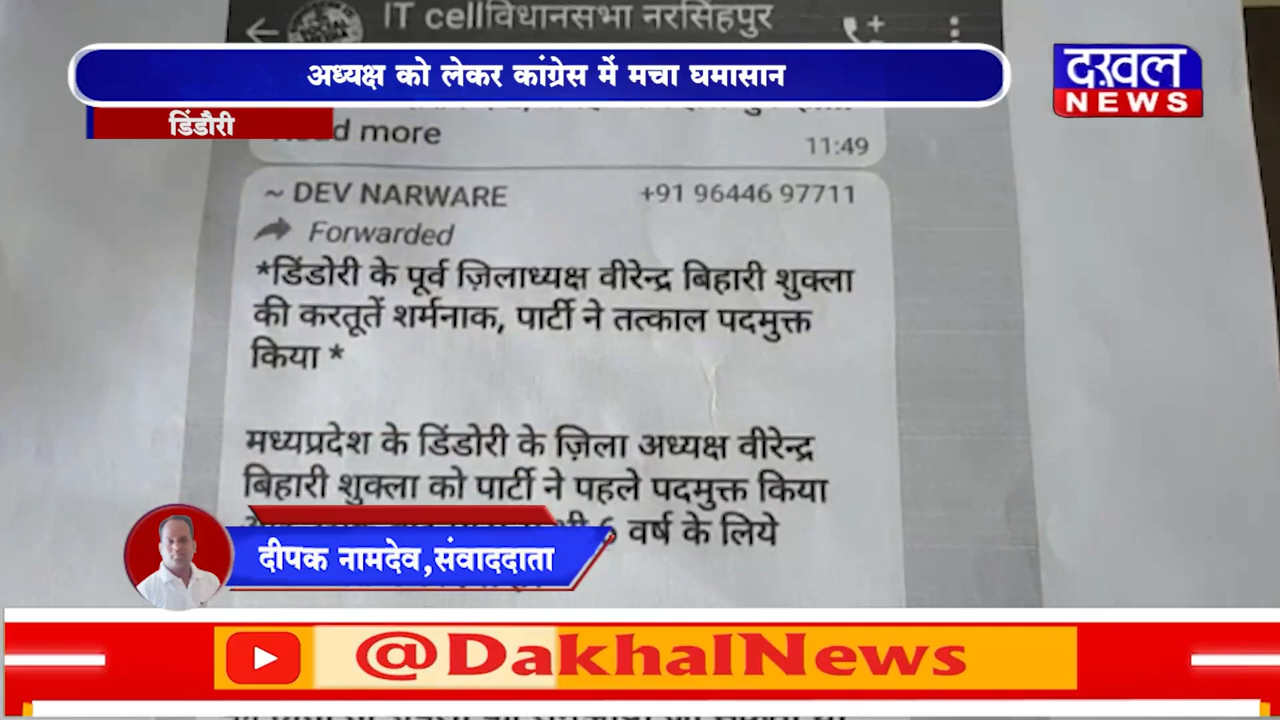 IT cellविधानसभा नरसिंहपुर
अध्यक्ष को लेकर कांग्रेस में मचा घमासान
दख़ल
NEWS
डिंडौरी
more
11:49
~ DEV NARWARE +91 96446 97711
Forwarded
*डिंडोरी के पूर्व ज़िलाध्यक्ष वीरेन्द्र बिहारी शुक्ला
की करतूतें शर्मनाक, पार्टी ने तत्काल पदमुक्त
किया *
मध्यप्रदेश के डिंडोरी के ज़िला अध्यक्ष वीरेन्द्र
बिहारी शुक्ला को पार्टी ने पहले पदमुक्त किया
6 वर्ष के लिये
दीपक नामदेव,संवाददाता
@DakhalNews